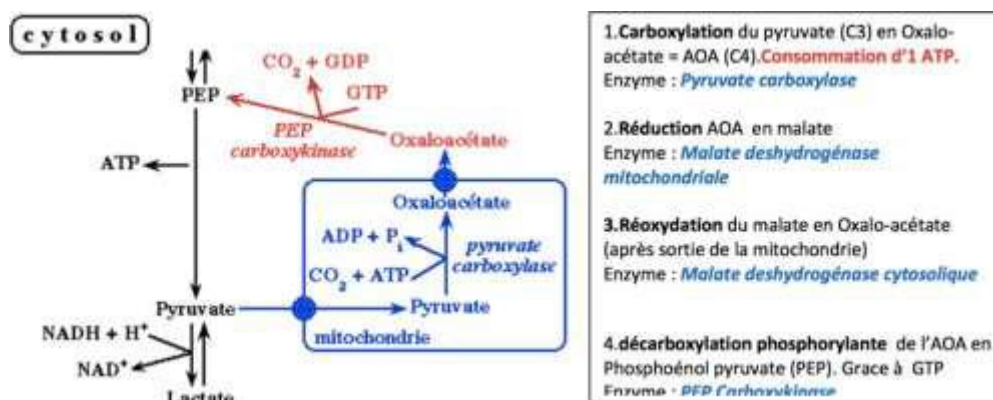 cytosol
CO2 + GDP
GTP
PEP
PEP
carboxykinase
Oxaloacétate
ATP
Oxaloacétate
ADP + Pi
pyruvate
carboxylase
CO2 + ATP
Pyruvate
Pyruvate
mitochondrie
NADH + H+
NAD+
Lactate
1.Carboxylation du pyruvate (C3) en Oxalo-
acétate = AOA (C4).Consommation d'1 ATP.
Enzyme : Pyruvate carboxylase
2.Réduction AOA en malate
Enzyme : Malate deshydrogénase
mitochondriale
3.Réoxydation du malate en Oxalo-acétate
(après sortie de la mitochondrie)
Enzyme : Malate deshydrogénase cytosolique
4.décarboxylation phosphorylante de l'AOA en
Phosphoénol pyruvate (PEP). Grace à GTP
Enzyme : PEP Carboxykinase